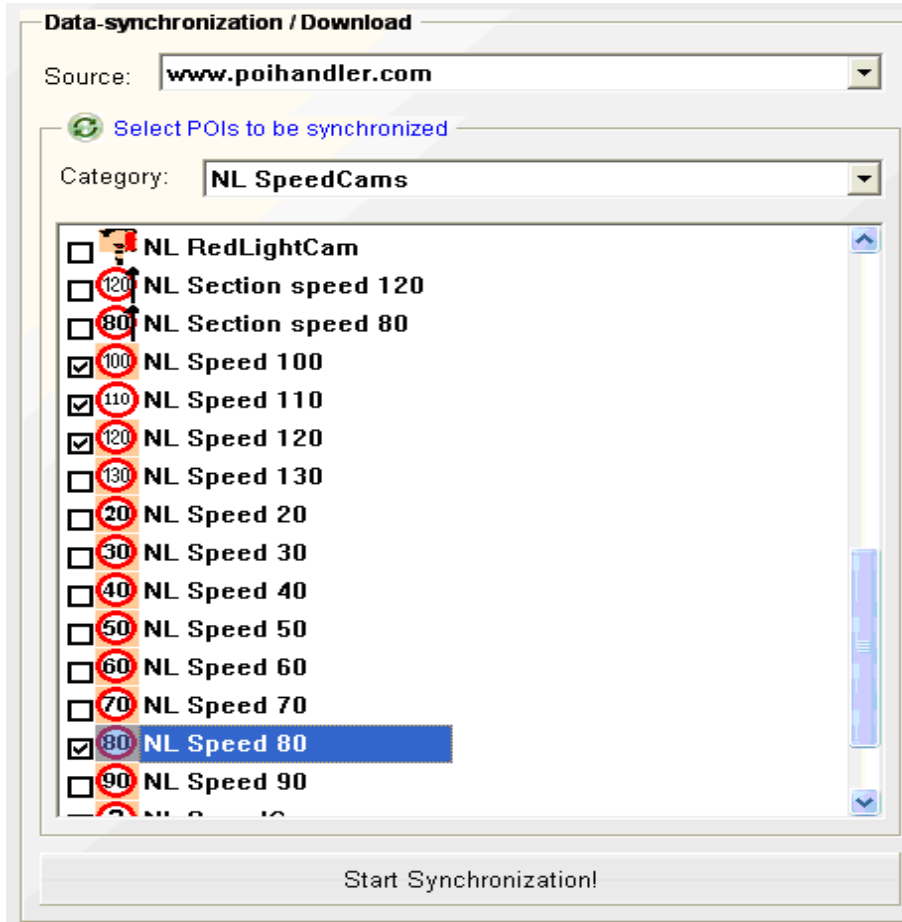 Data-synchronization / Download
Source: www.poihandler.com
Select POIs to be synchronized
Category: NL SpeedCams
NL RedLightCam
120 NL Section speed 120
80 NL Section speed 80
100 NL Speed 100
110 NL Speed 110
120 NL Speed 120
130 NL Speed 130
20 NL Speed 20
30 NL Speed 30
40 NL Speed 40
50 NL Speed 50
60 NL Speed 60
70 NL Speed 70
80 NL Speed 80
90 NL Speed 90
Start Synchronization!